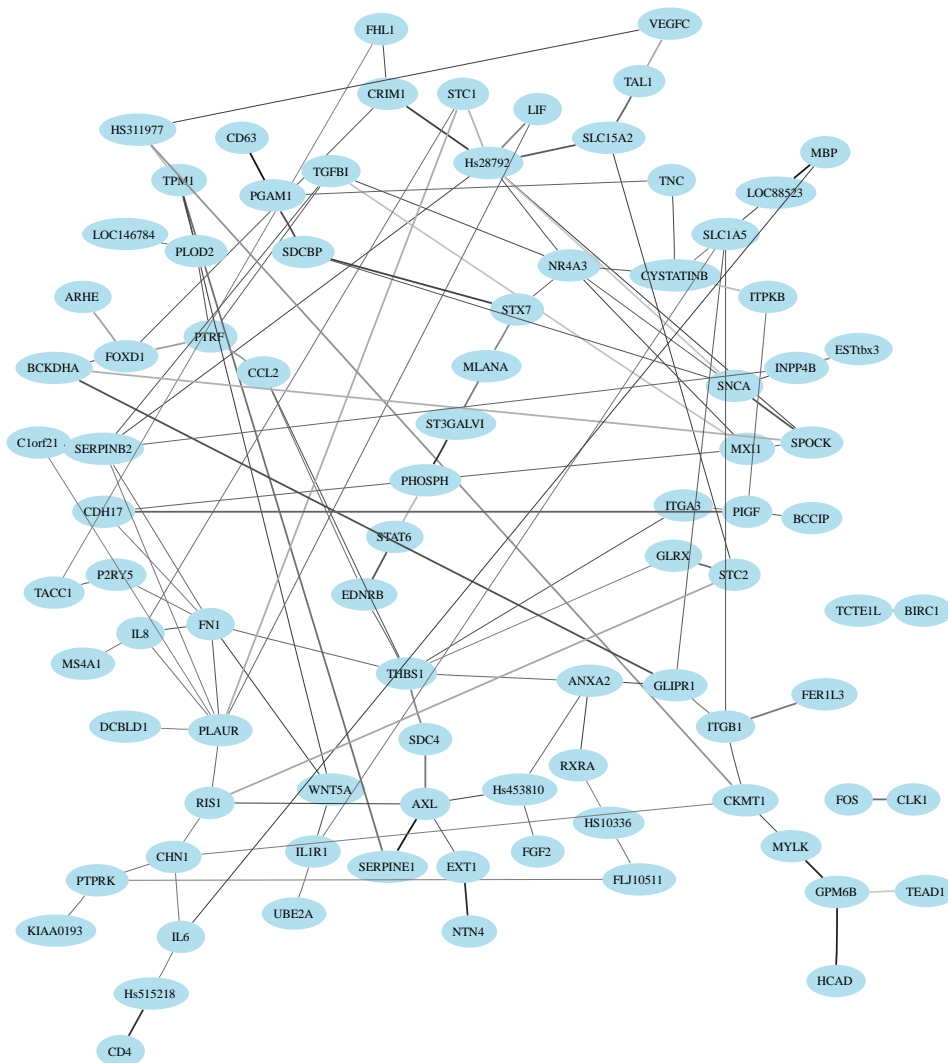 VEGFC
FHL1
TAL1
CRIM1
STC1
LIF
HS311977
CD63
SLC15A2
MBP
Hs28792
TPM1
TGFBI
TNC
PGAM1
LOC88523
LOC146784
SLC1A5
PLOD2
SDCBP
NR4A3
CYSTATINB
ARHE
ITPKB
STX7
PTRF
FOXD1
ESTtbx3
BCKDHA
CCL2
MLANA
INPP4B
SNCA
ST3GALVI
C1orf21
SERPINB2
MXI1
SPOCK
PHOSPH
CDH17
ITGA3
PIGF
BCCIP
STAT6
GLRX
P2RY5
STC2
TACC1
EDNRB
TCTE1L
BIRC1
FN1
IL8
MS4A1
THBS1
ANXA2
GLIPR1
FER1L3
DCBLD1
PLAUR
ITGB1
SDC4
RXRA
WNT5A
Hs453810
RIS1
AXL
CKMT1
FOS
CLK1
HS10336
MYLK
IL1R1
FGF2
CHN1
SERPINE1
EXT1
PTPRK
FLJ10511
GPM6B
TEAD1
UBE2A
KIAA0193
NTN4
IL6
HCAD
Hs515218
CD4